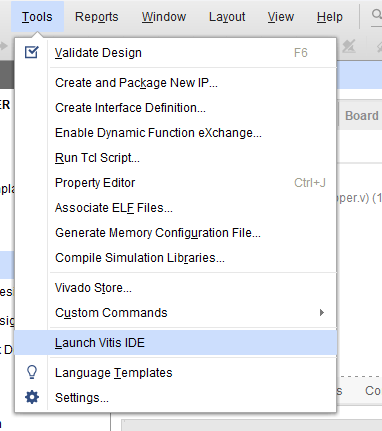 Tools Reports Window Layout View Help
Validate Design F6
Create and Package New IP...
Create Interface Definition...
Enable Dynamic Function eXchange...
Run Tcl Script...
Property Editor Ctrl+J
Associate ELF Files...
Generate Memory Configuration File...
Compile Simulation Libraries...
Vivado Store...
Custom Commands
Launch Vitis IDE
Language Templates
Settings...
Board